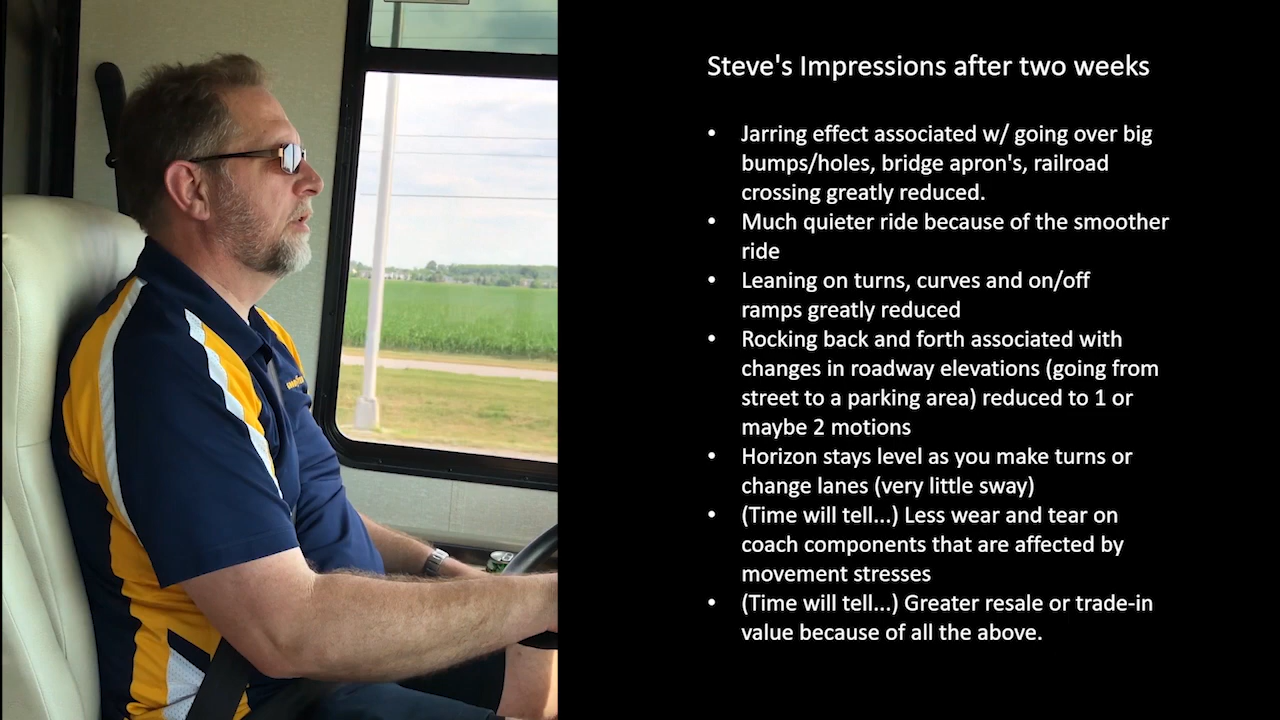 Steve's Impressions after two weeks
• Jarring effect associated w/ going over big
bumps/holes, bridge apron's, railroad
crossing greatly reduced.
• Much quieter ride because of the smoother
ride
• Leaning on turns, curves and on/off
ramps greatly reduced
• Rocking back and forth associated with
changes in roadway elevations (going from
street to a parking area) reduced to 1 or
maybe 2 motions
• Horizon stays level as you make turns or
change lanes (very little sway)
• (Time will tell...) Less wear and tear on
coach components that are affected by
movement stresses
• (Time will tell...) Greater resale or trade-in
value because of all the above.